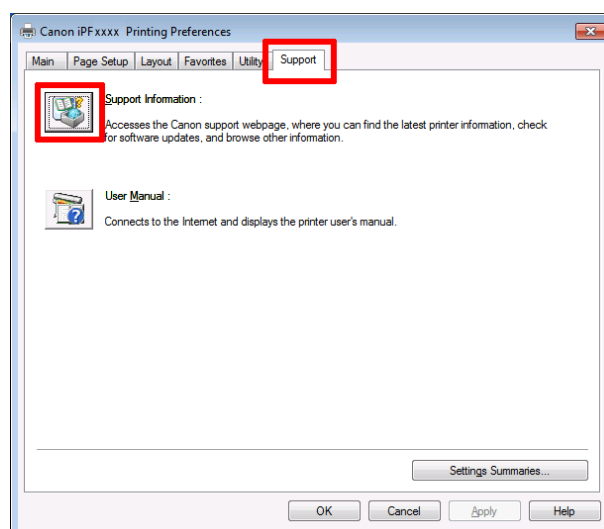 Canon iPFxxxx Printing Preferences
Main Page Setup Layout Favorites Utility Support
Support Information :
Accesses the Canon support webpage, where you can find the latest printer information, check
for software updates, and browse other information.
User Manual :
Connects to the Internet and displays the printer user's manual.
Settings Summaries...
OK Cancel Apply Help